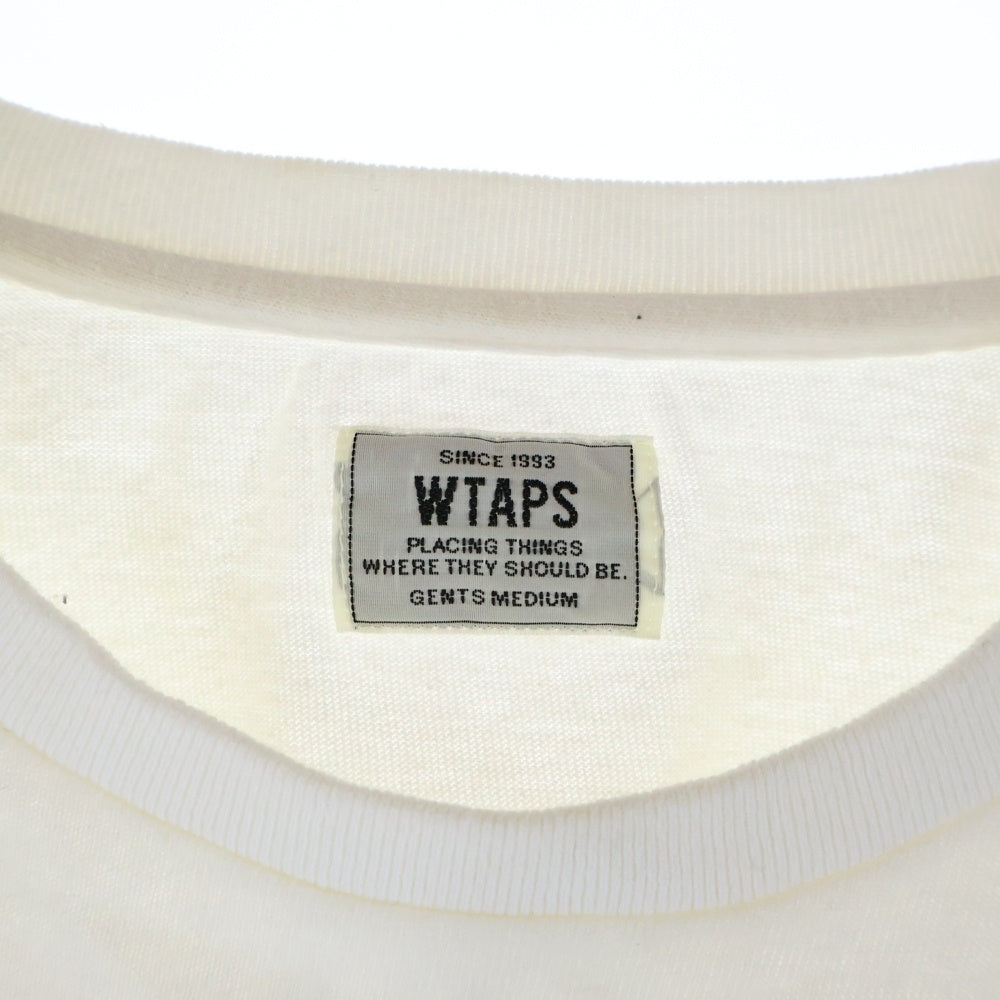 SINCE 1993
WTAPS
PLACING THINGS
WHERE THEY SHOULD BE.
GENTS MEDIUM